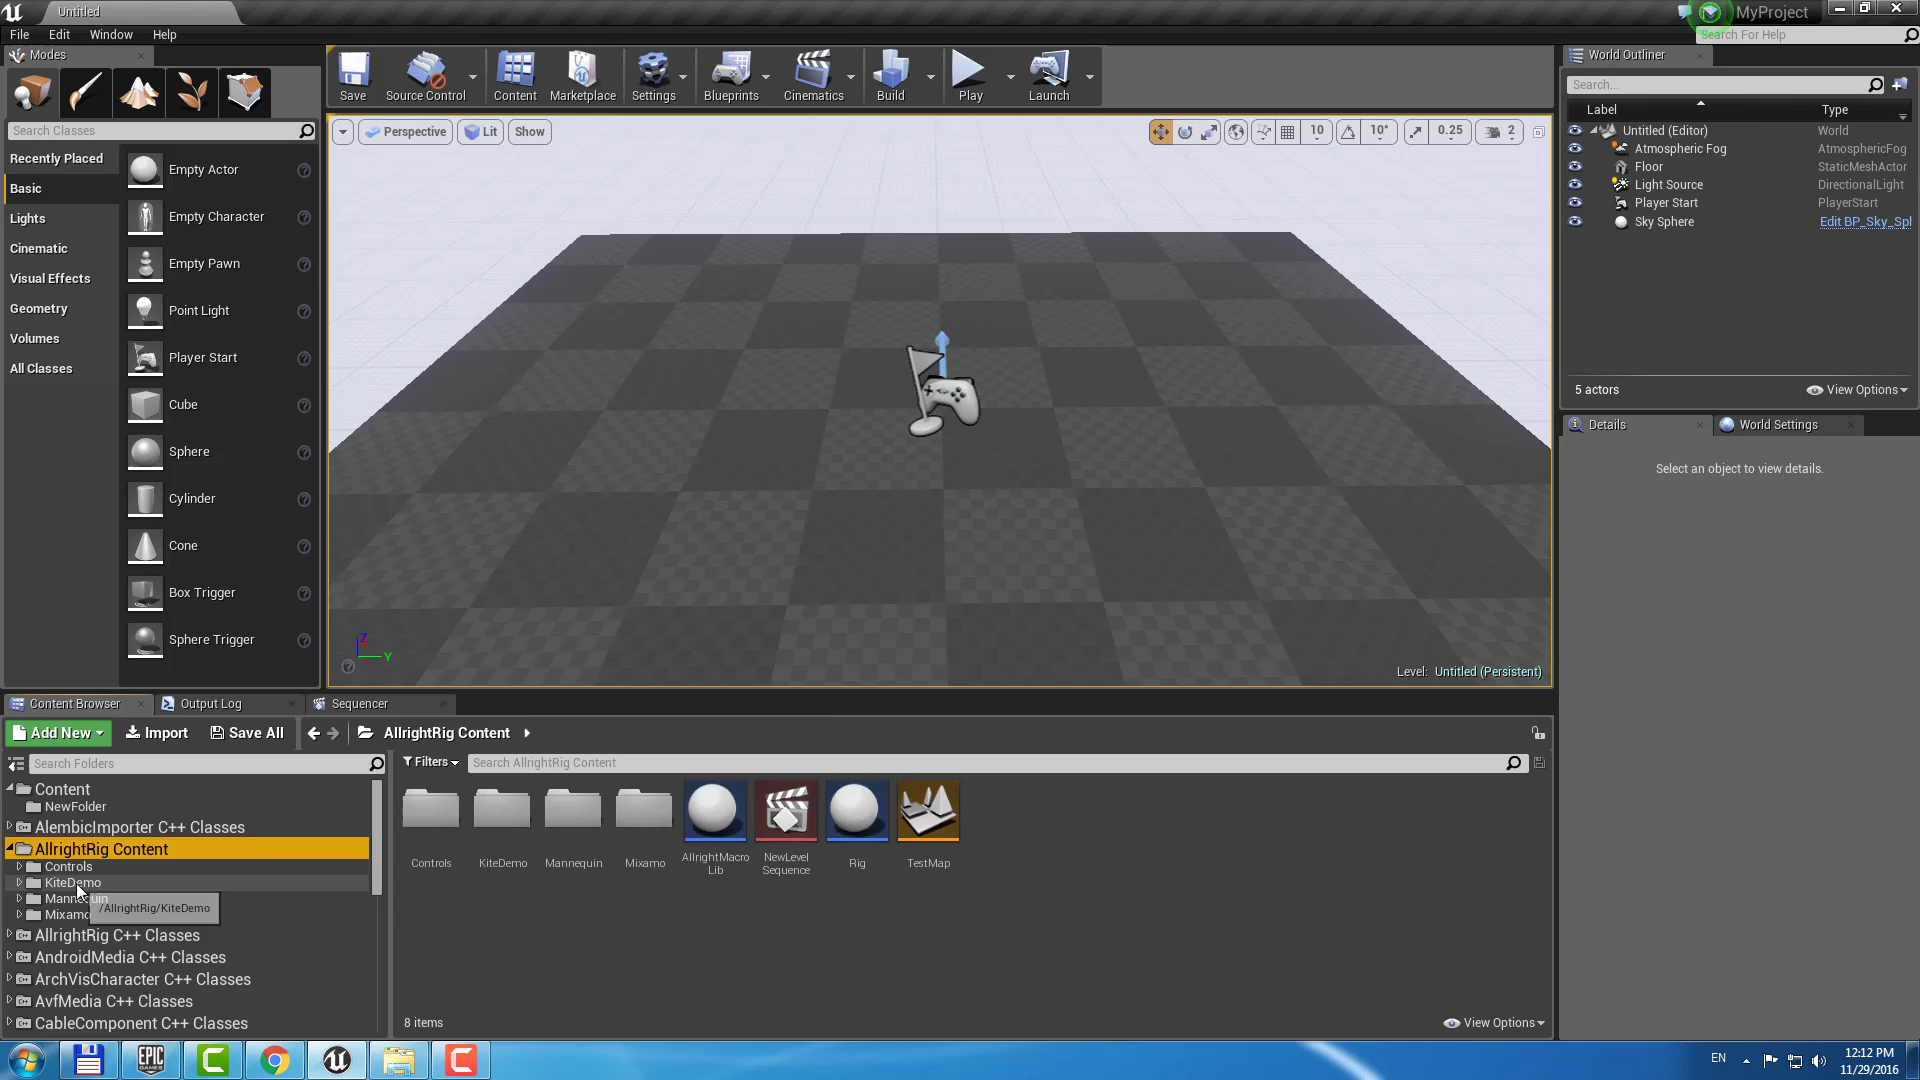 Untitled
MyProject
File Edit Window Help
Search For Help
Modes
Search Classes
Recently Placed
Basic
Lights
Cinematic
Visual Effects
Geometry
Volumes
All Classes
Empty Actor
Empty Character
Empty Pawn
Point Light
Player Start
Cube
Sphere
Cylinder
Cone
Box Trigger
Sphere Trigger
Save Source Control Content Marketplace Settings Blueprints Cinematics Build Play Launch
Perspective Lit Show
10 10° 0.25 2
Z
Y
Level: Untitled (Persistent)
World Outliner
Search...
Label Type
Untitled (Editor) World
Atmospheric Fog AtmosphericFog
Floor StaticMeshActor
Light Source DirectionalLight
Player Start PlayerStart
Sky Sphere Edit BP_Sky_Spl
5 actors View Options
Details World Settings
Select an object to view details.
Content Browser Output Log Sequencer
Add New Import Save All AllrightRig Content
Search Folders
Filters Search AllrightRig Content
Content
NewFolder
AlembicImporter C++ Classes
AllrightRig Content
Controls
KiteDemo
Mannequin
Mixamo
/AllrightRig/KiteDemo
AllrightRig C++ Classes
AndroidMedia C++ Classes
ArchVisCharacter C++ Classes
AvfMedia C++ Classes
CableComponent C++ Classes
Controls
KiteDemo
Mannequin
Mixamo
AllrightMacro
Lib
NewLevel
Sequence
Rig
TestMap
8 items View Options
EPIC
GAMES
EN
12:12 PM
11/29/2016